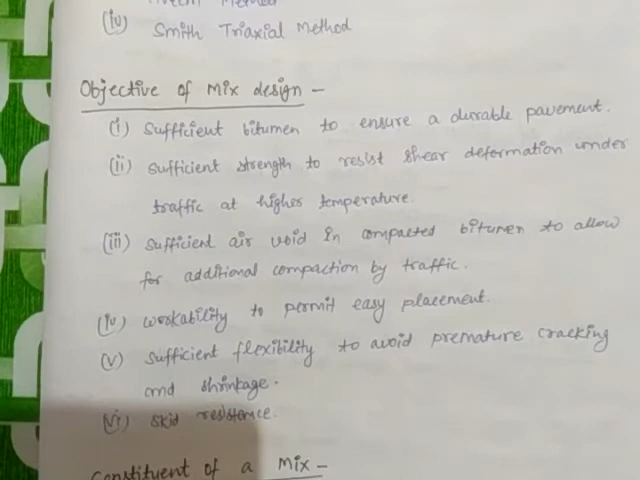 Method
(iv) Smith Triaxial Method
Objective of Mix design -
(i) Sufficient bitumen to ensure a durable pavement.
(ii) Sufficient strength to resist shear deformation under
traffic at higher temperature.
(iii) Sufficient air void in compacted bitumen to allow
for additional compaction by traffic.
(iv) workability to permit easy placement.
(v) Sufficient flexibility to avoid premature cracking
and shrinkage.
(vi) Skid resistence.
Constituent of a Mix -